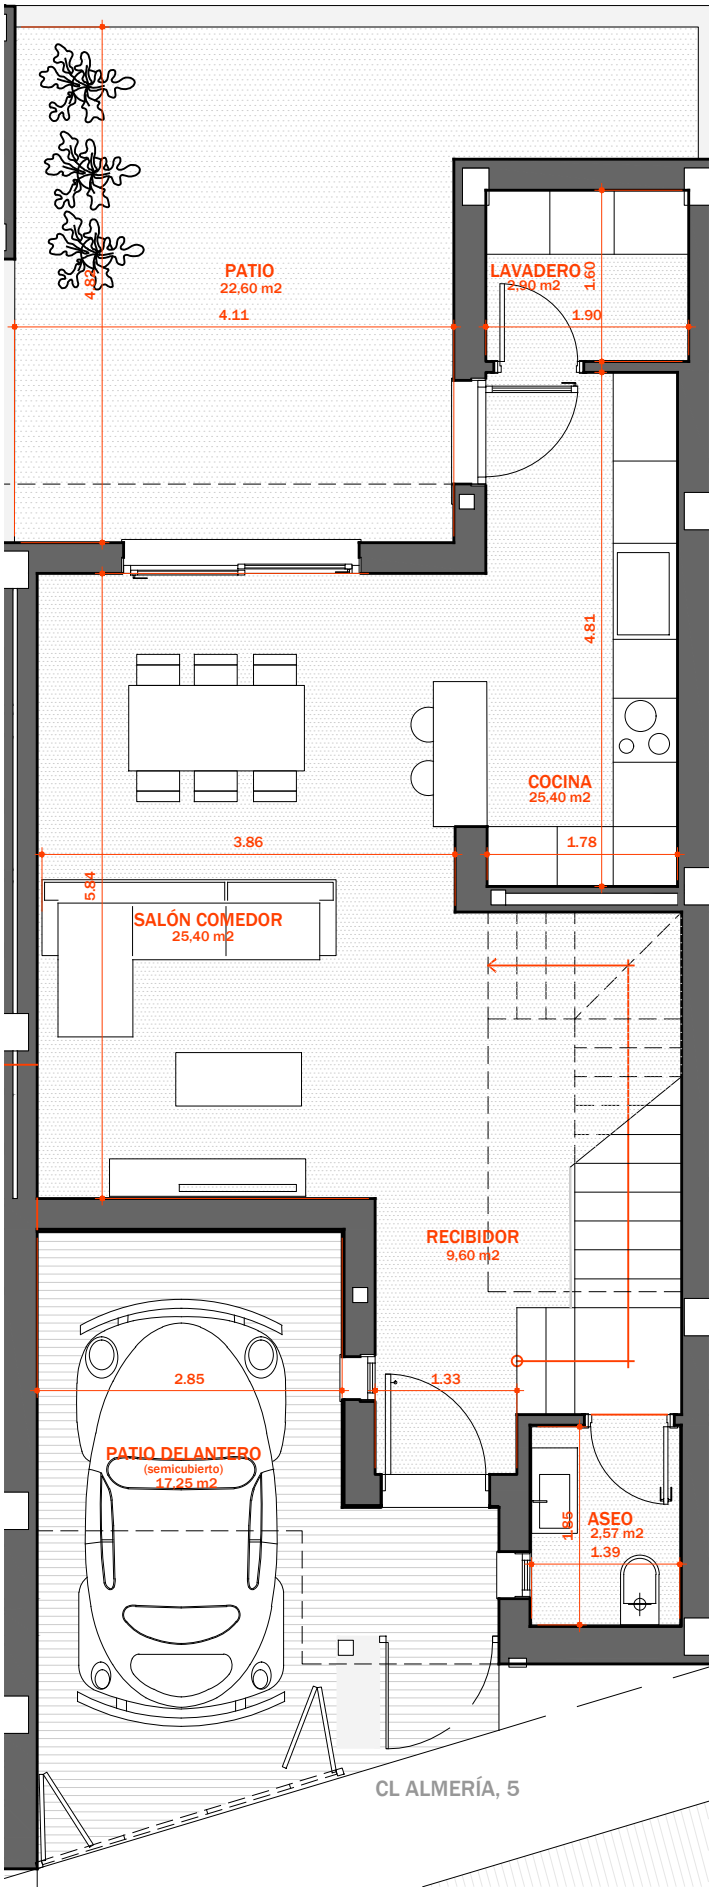 PATIO
22,60 m2
4.82
4.11
LAVADERO
2,90 m2
1.60
1.90
4.81
COCINA
25,40 m2
3.86
1.78
5.84
SALÓN COMEDOR
25,40 m2
RECIBIDOR
9,60 m2
2.85
1.33
PATIO DELANTERO
(semicubierto)
17,25 m2
ASEO
2,57 m2
1.85
1.39
CL ALMERÍA, 5